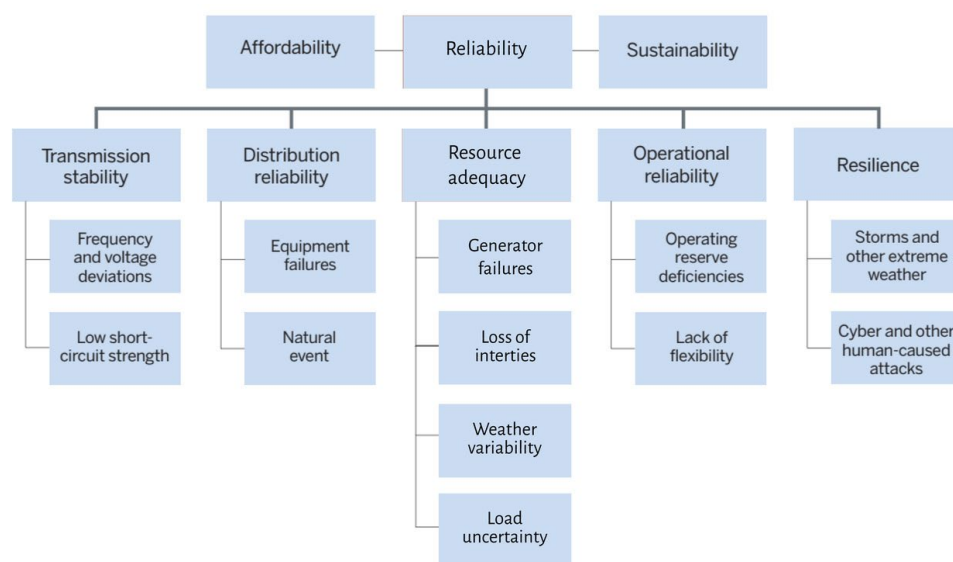 Affordability
Reliability
Sustainability
Transmission
stability
Distribution
reliability
Resource
adequacy
Operational
reliability
Resilience
Frequency
and voltage
deviations
Low short-
circuit strength
Equipment
failures
Natural
event
Generator
failures
Loss of
interties
Weather
variability
Load
uncertainty
Operating
reserve
deficiencies
Lack of
flexibility
Storms and
other extreme
weather
Cyber and other
human-caused
attacks